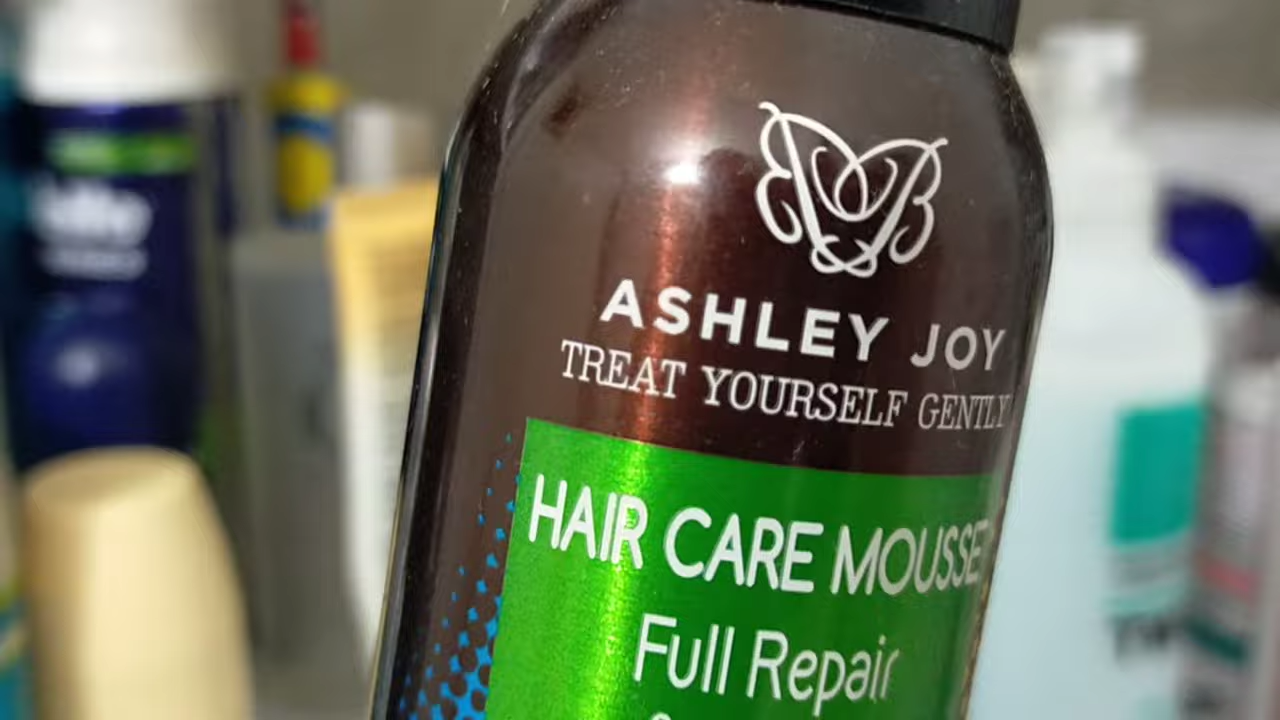 ASHLEY JOY
TREAT YOURSELF GENTLY
HAIR CARE MOUSSE
Full Repair